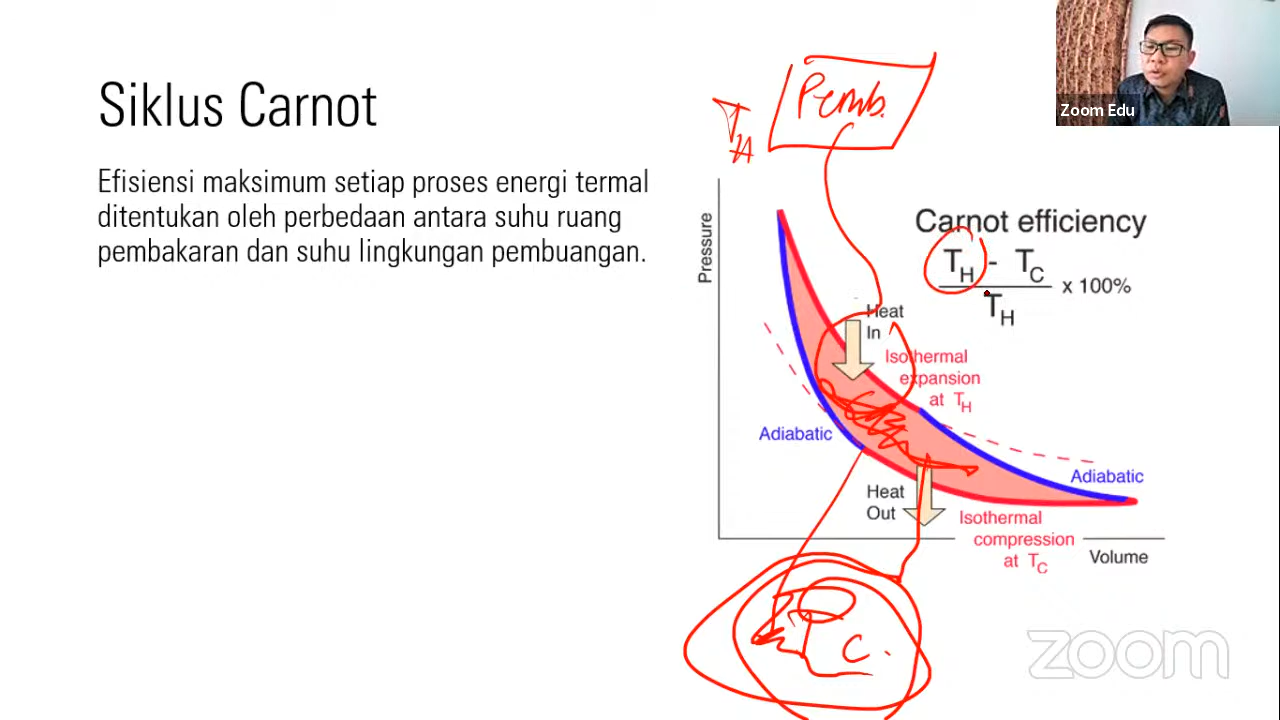 Siklus Carnot
Efisiensi maksimum setiap proses energi termal
ditentukan oleh perbedaan antara suhu ruang
pembakaran dan suhu lingkungan pembuangan.
Zoom Edu
Pemb.
TH
Pressure
Carnot efficiency
TH - TC
x 100%
TH
Heat
In
Isothermal
expansion
at TH
Adiabatic
Adiabatic
Heat
Out
Isothermal
compression
at TC
Volume
C.
zoom